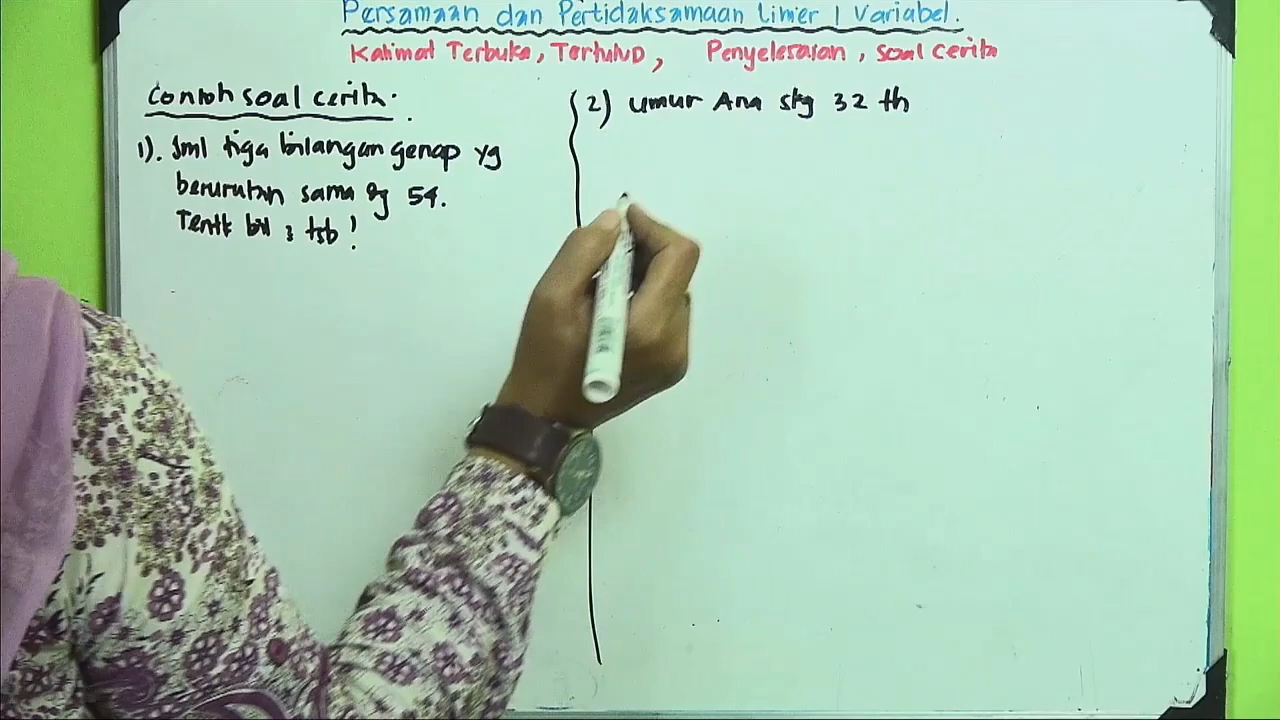 Persamaan dan Pertidaksamaan Linier 1 Variabel.
Kalimat Terbuka, Tertutup, Penyelesaian, soal cerita
Contoh soal cerita.
1). Jml tiga bilangan genap yg
berurutan sama dg 54.
Tentk bil 2 tsb!
2) Umur Ana skg 32 th